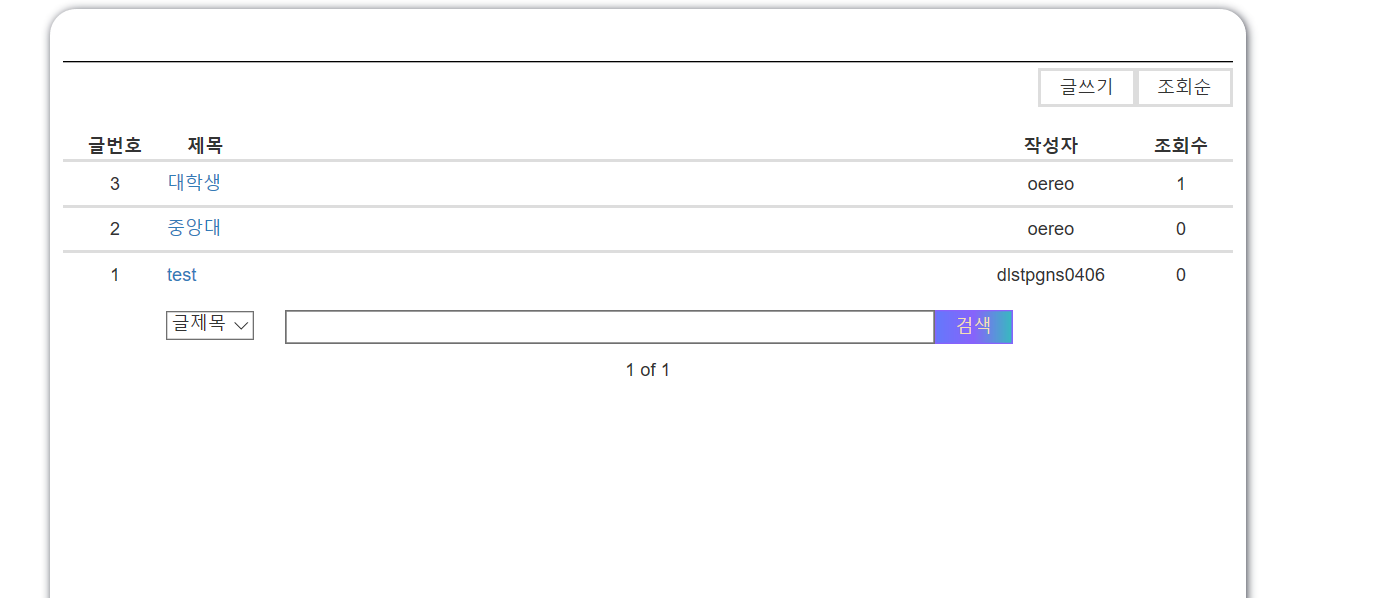 글쓰기 조회순
글번호 제목 작성자 조회수
3 대학생 oereo 1
2 중앙대 oereo 0
1 test dlstpgns0406 0
글제목 검색
1 of 1